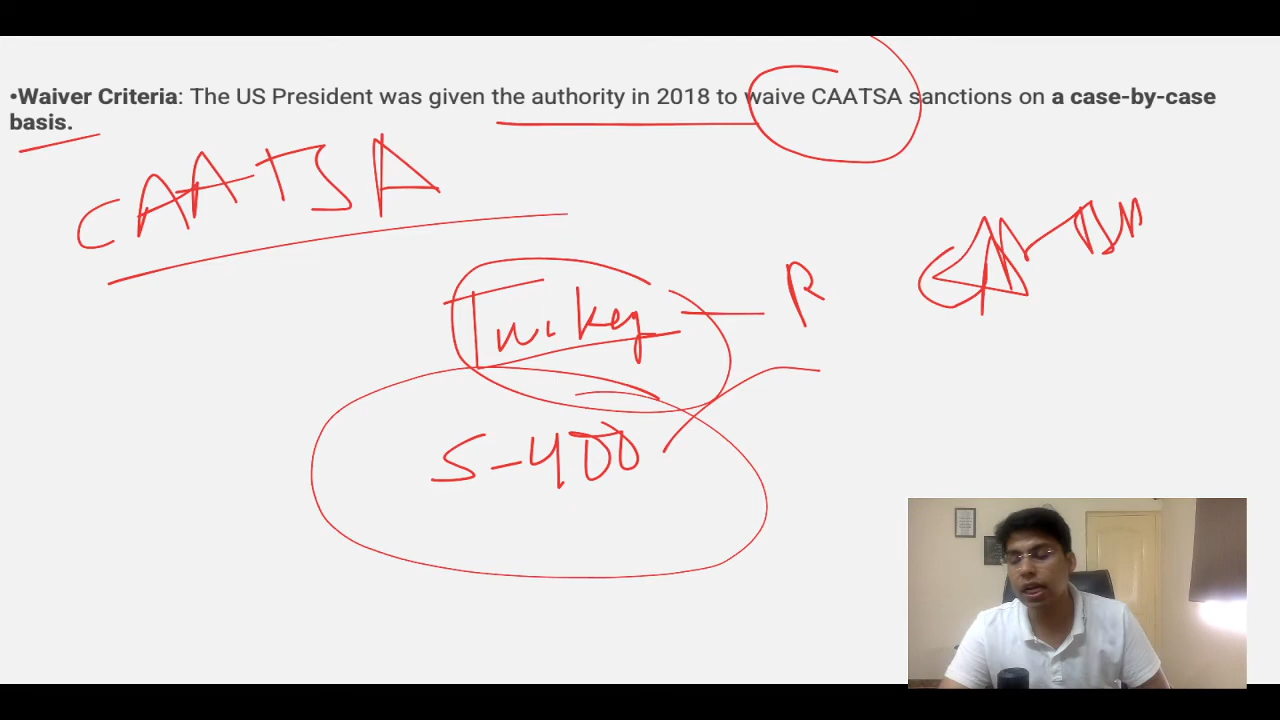 •Waiver Criteria: The US President was given the authority in 2018 to waive CAATSA sanctions on a case-by-case
basis.
CAATSA
Turkey - R
S-400